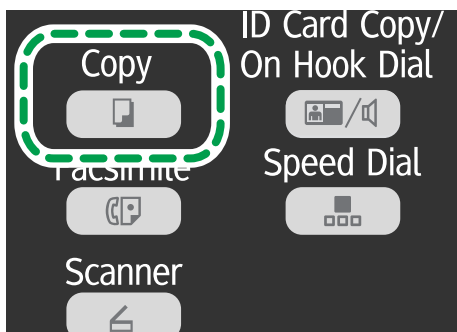 Copy
ID Card Copy/
On Hook Dial
Facsimile
Speed Dial
Scanner